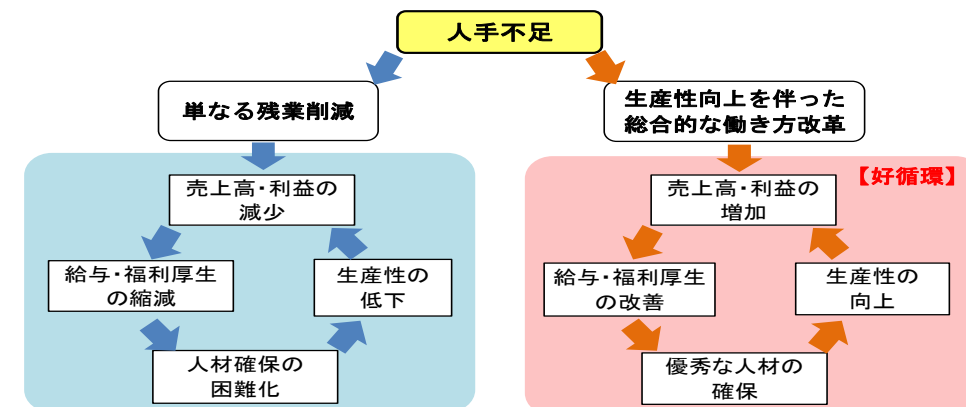 人手不足
単なる残業削減
生産性向上を伴った
総合的な働き方改革
売上高・利益の
減少
給与・福利厚生
の縮減
生産性の
低下
人材確保の
困難化
【好循環】
売上高・利益の
増加
給与・福利厚生
の改善
生産性の
向上
優秀な人材の
確保